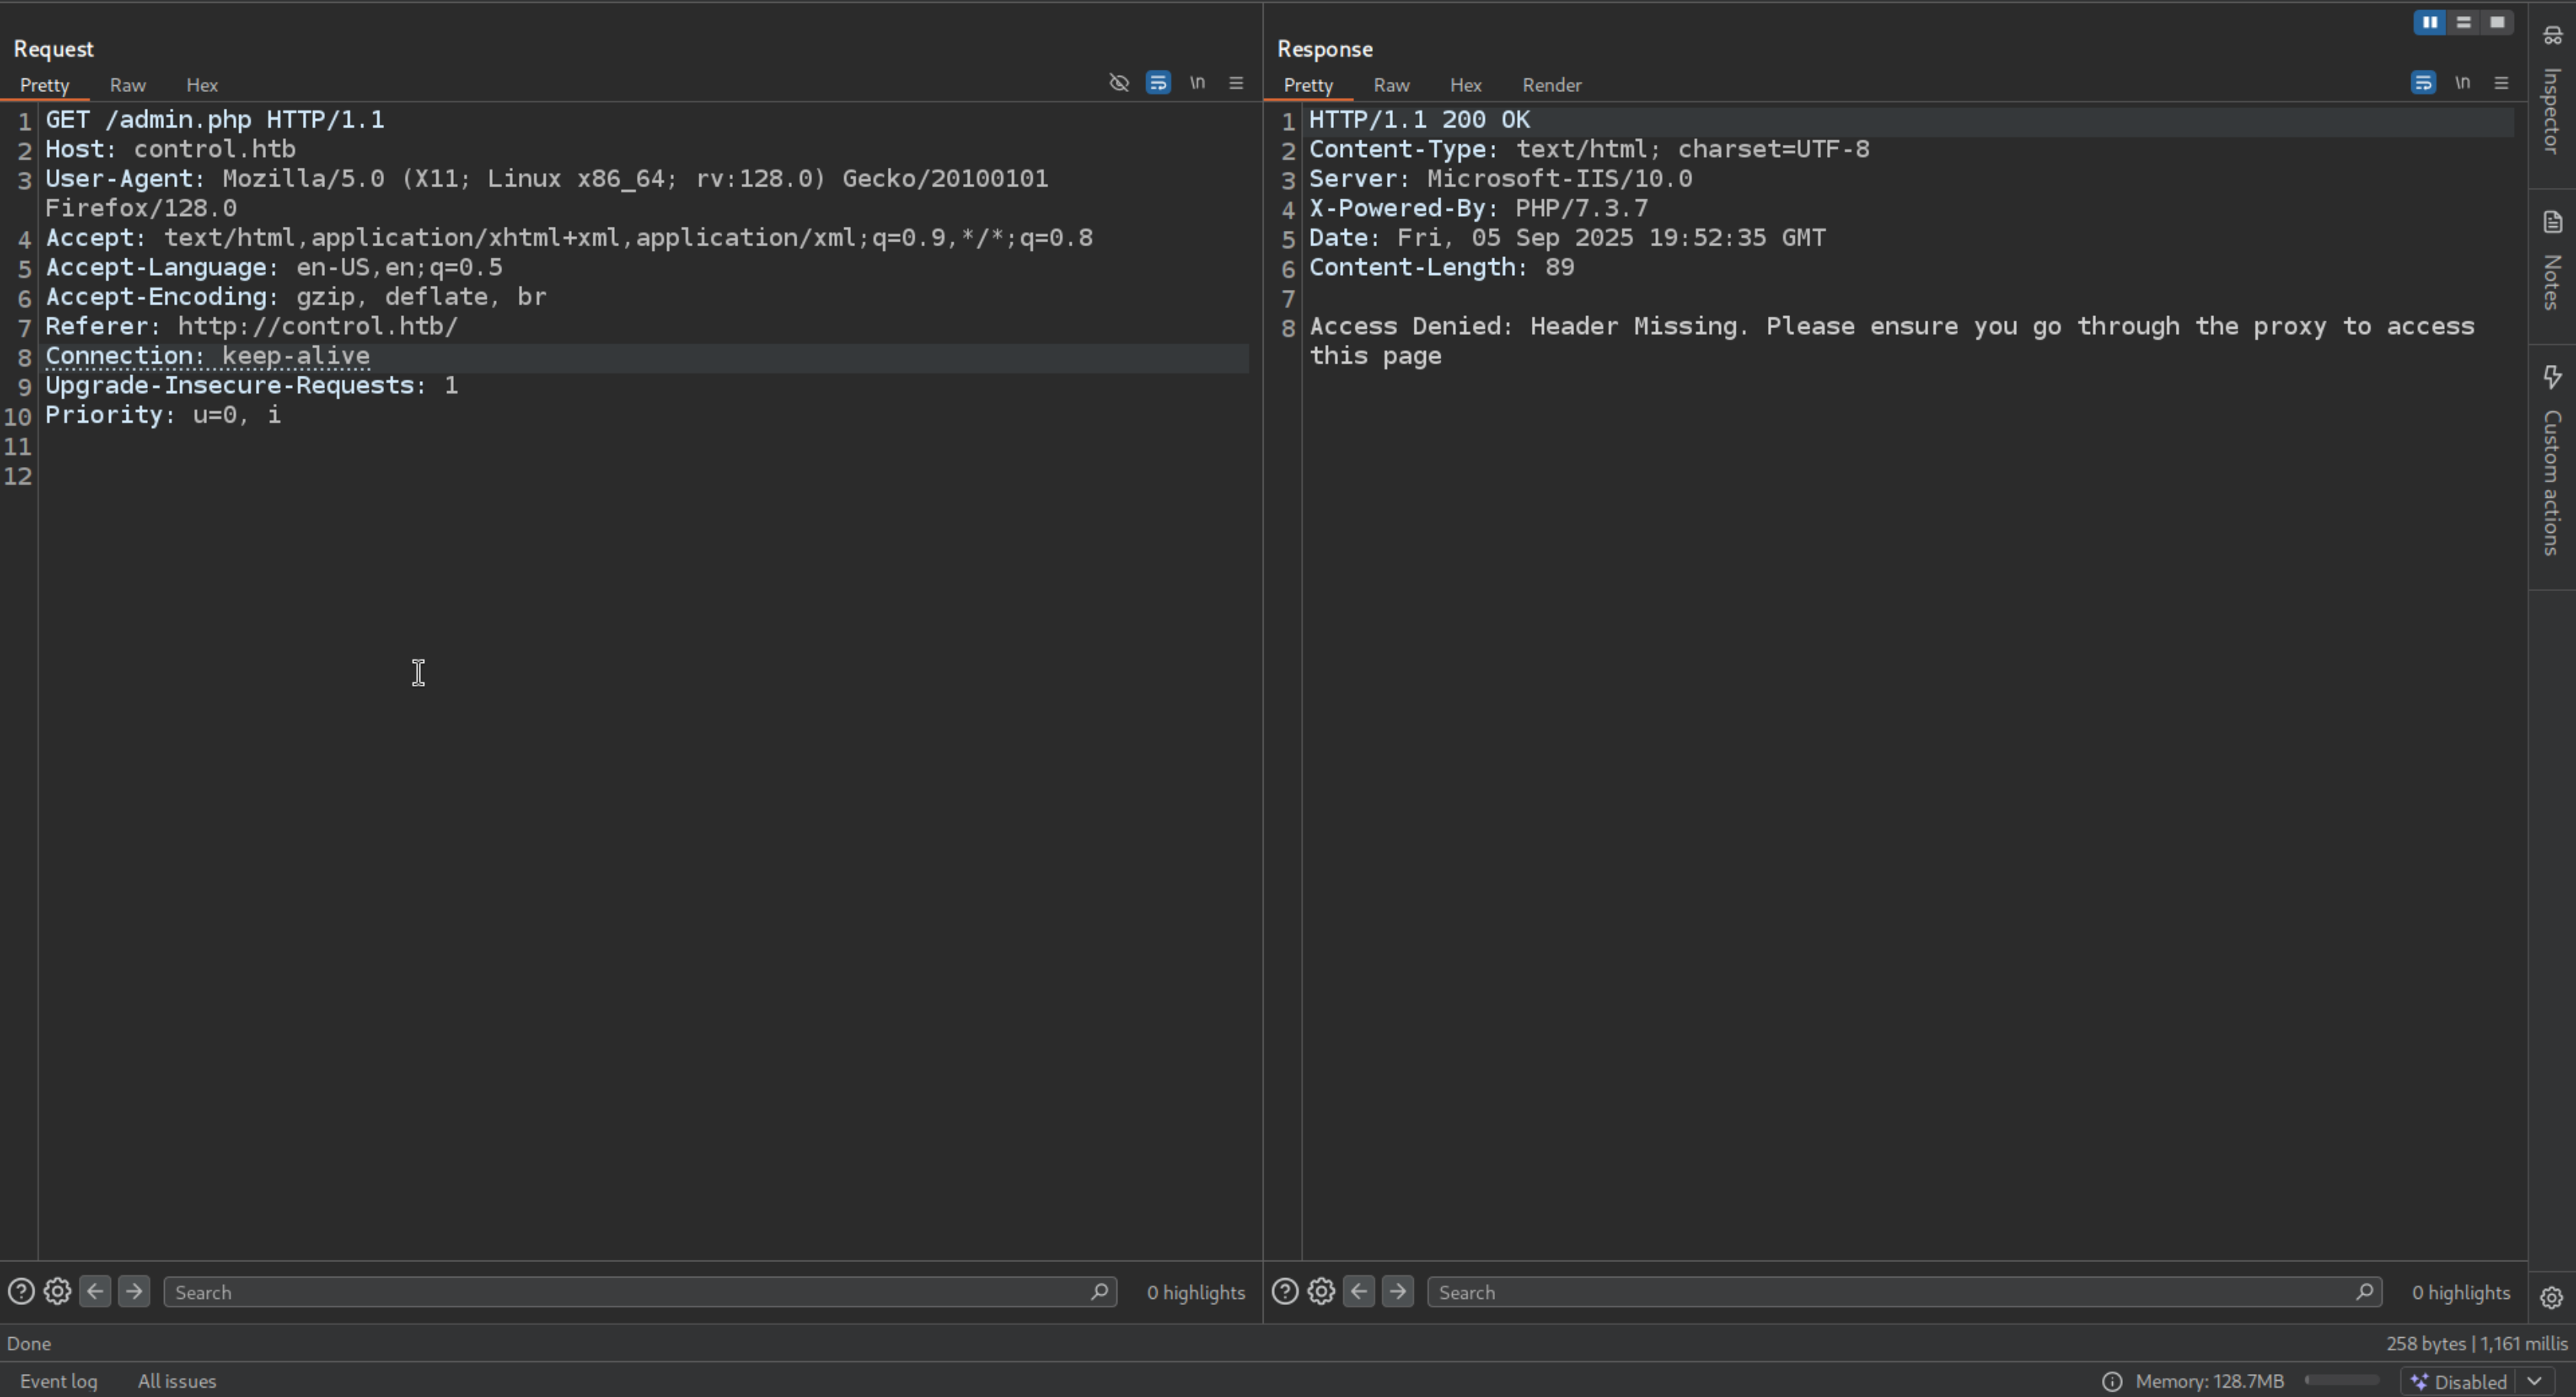 Request
Pretty Raw Hex \n
1 GET /admin.php HTTP/1.1
2 Host: control.htb
3 User-Agent: Mozilla/5.0 (X11; Linux x86_64; rv:128.0) Gecko/20100101
Firefox/128.0
4 Accept: text/html,application/xhtml+xml,application/xml;q=0.9,*/*;q=0.8
5 Accept-Language: en-US,en;q=0.5
6 Accept-Encoding: gzip, deflate, br
7 Referer: http://control.htb/
8 Connection: keep-alive
9 Upgrade-Insecure-Requests: 1
10 Priority: u=0, i
11
12
Search 0 highlights
Response
Pretty Raw Hex Render \n
1 HTTP/1.1 200 OK
2 Content-Type: text/html; charset=UTF-8
3 Server: Microsoft-IIS/10.0
4 X-Powered-By: PHP/7.3.7
5 Date: Fri, 05 Sep 2025 19:52:35 GMT
6 Content-Length: 89
7
8 Access Denied: Header Missing. Please ensure you go through the proxy to access
this page
Search 0 highlights
Inspector
Notes
Custom actions
Done 258 bytes | 1,161 millis
Event log All issues Memory: 128.7MB Disabled